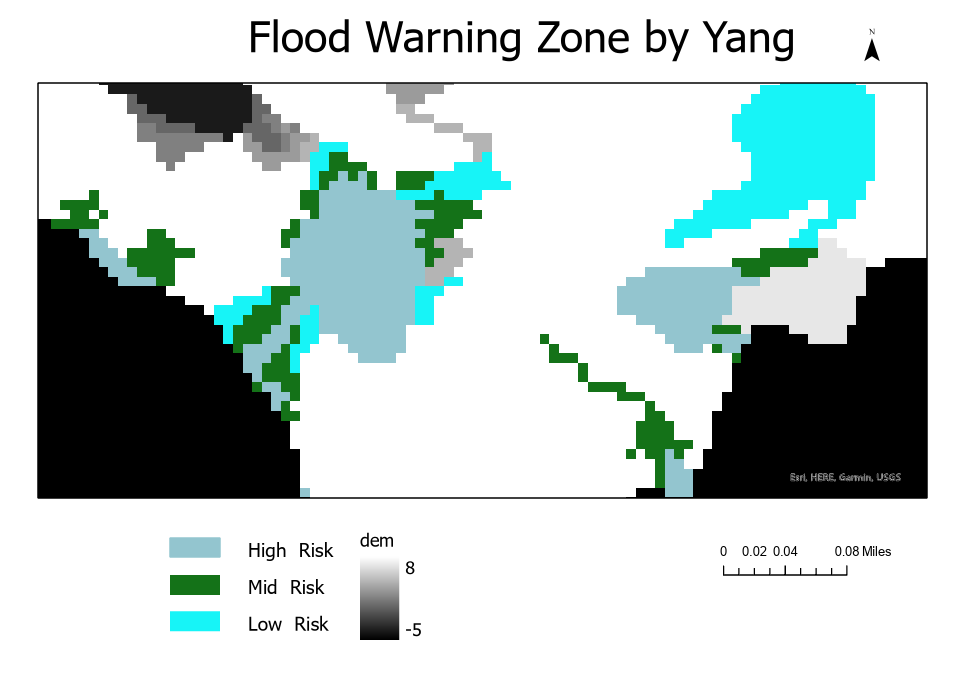 Flood Warning Zone by Yang
N
Esri, HERE, Garmin, USGS
High Risk
Mid Risk
Low Risk
dem
8
-5
0 0.02 0.04 0.08 Miles